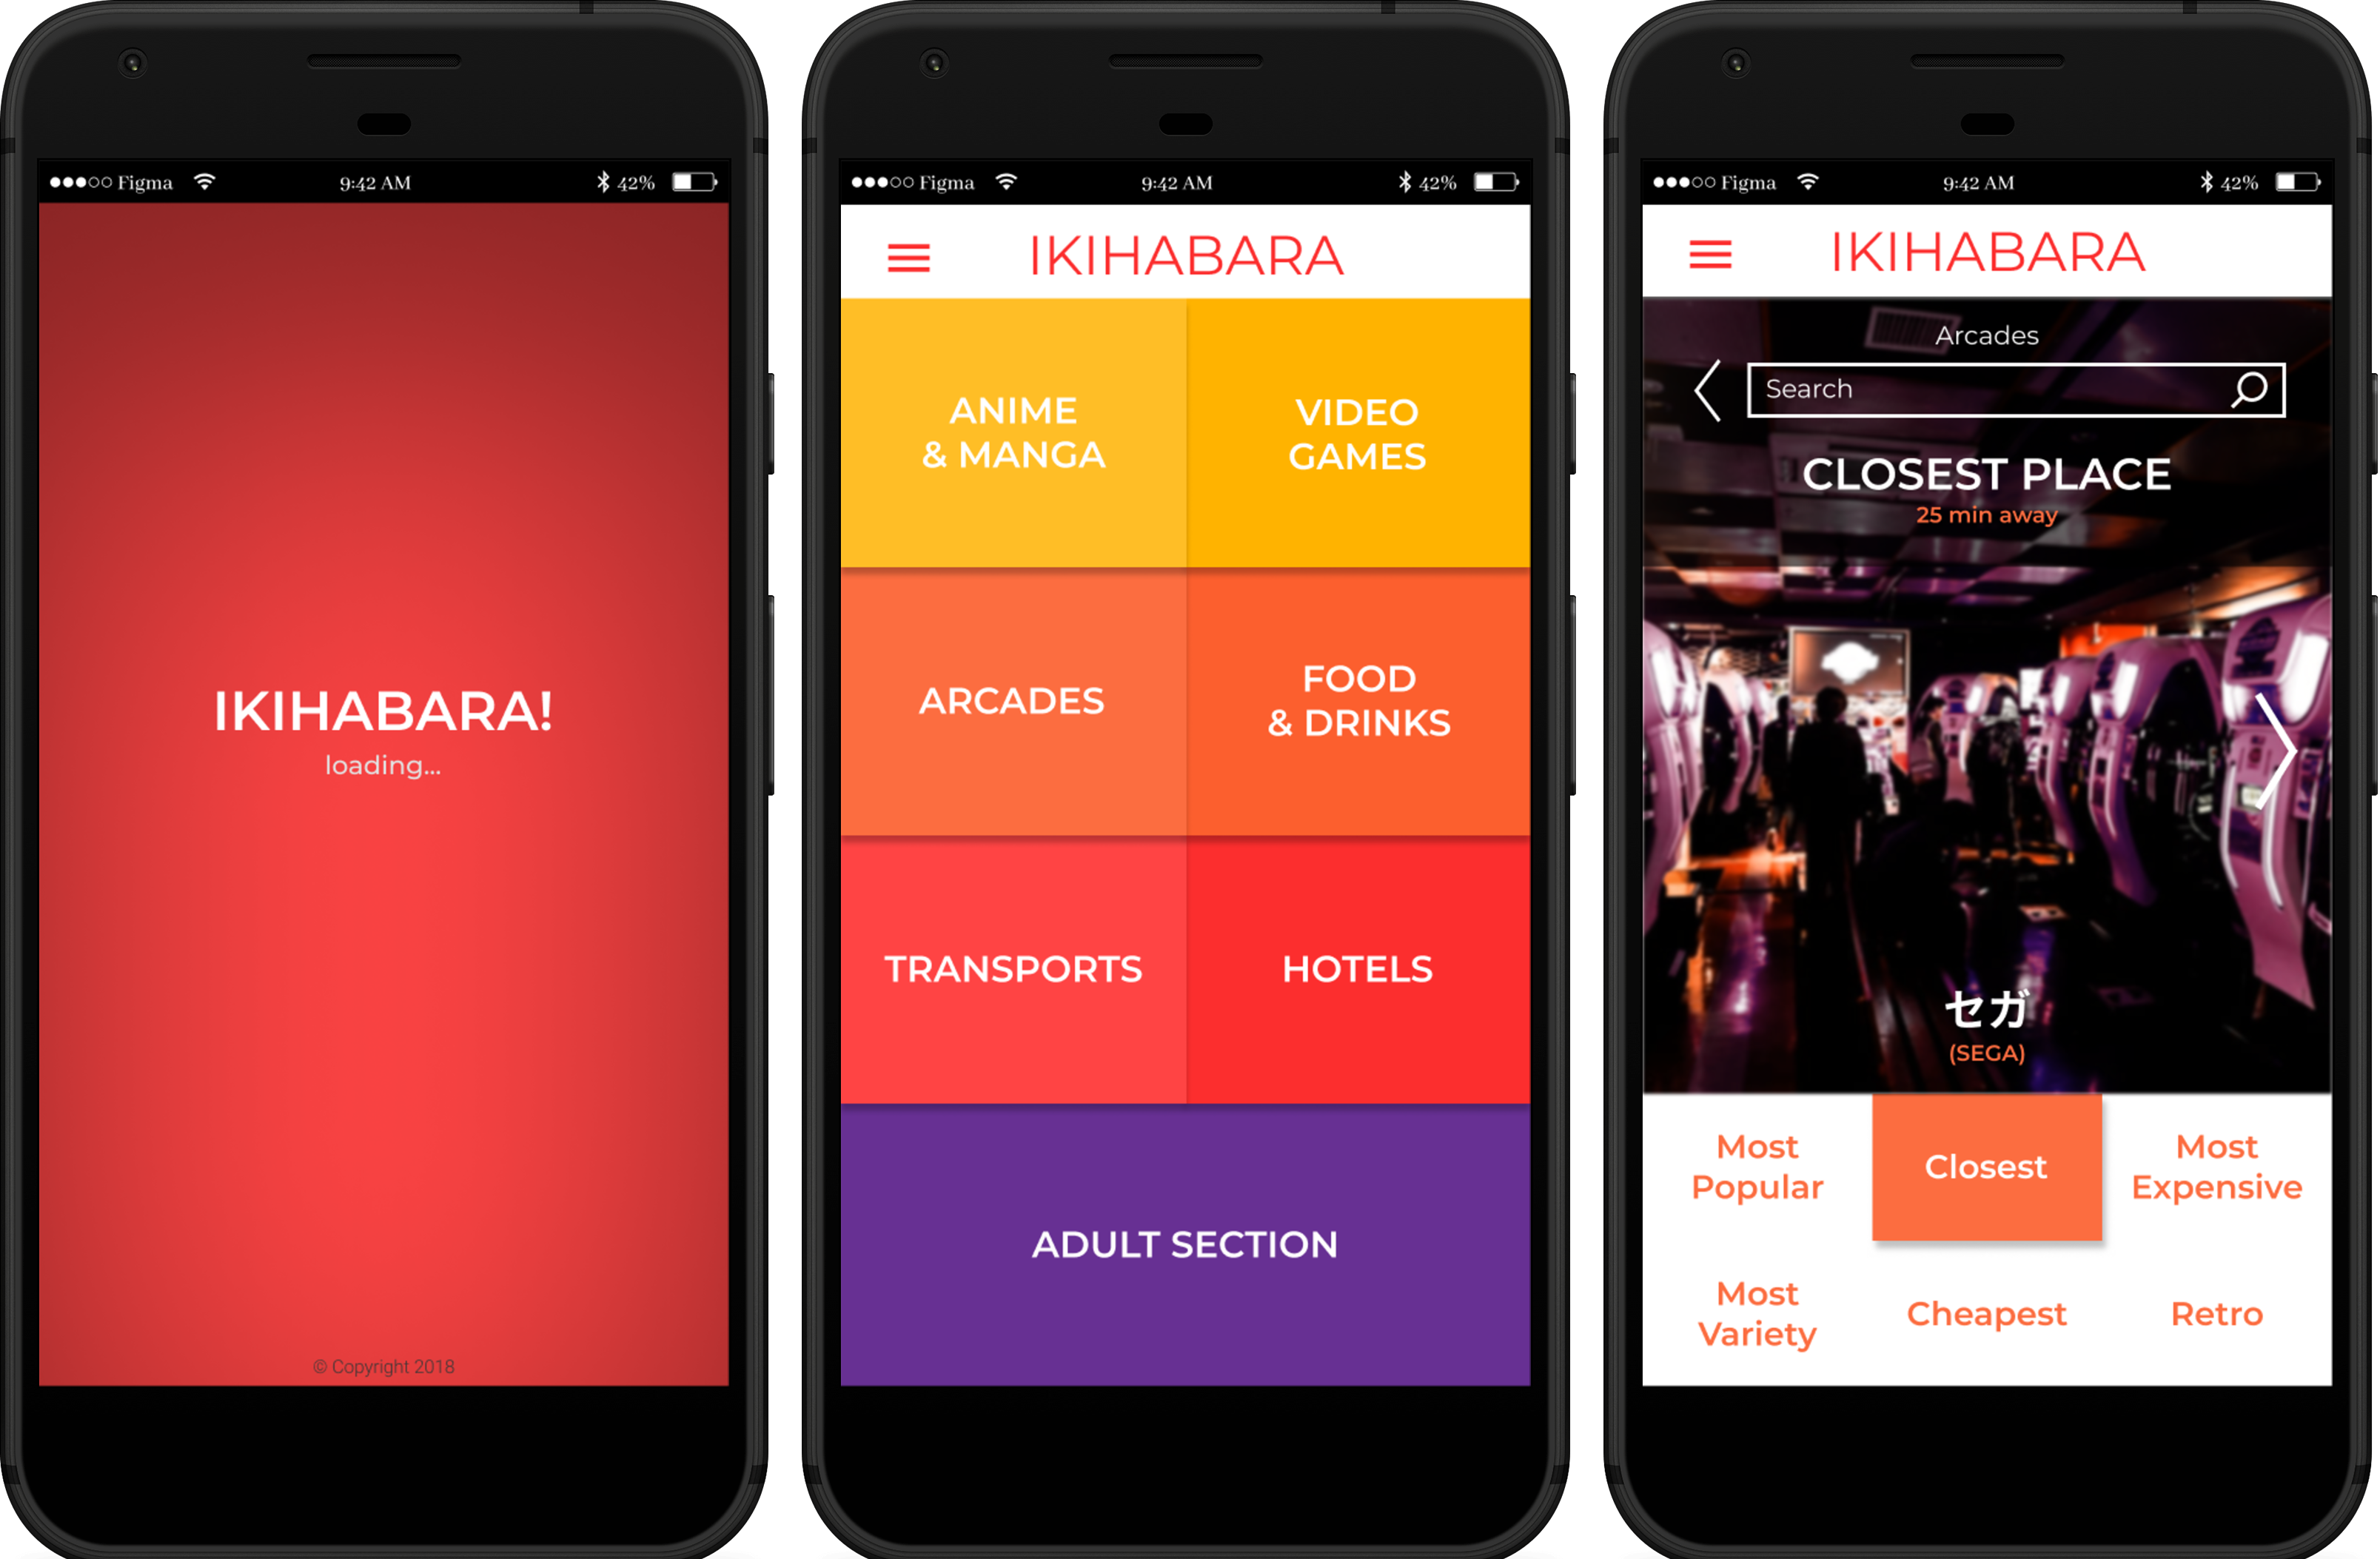 Figma 9:42 AM 42%
IKIHABARA!
loading...
© Copyright 2018
Figma 9:42 AM 42%
IKIHABARA
ANIME
& MANGA
VIDEO
GAMES
ARCADES
FOOD
& DRINKS
TRANSPORTS
HOTELS
ADULT SECTION
Figma 9:42 AM 42%
IKIHABARA
Arcades
Search
CLOSEST PLACE
25 min away
セガ
(SEGA)
Most
Popular
Closest
Most
Expensive
Most
Variety
Cheapest
Retro